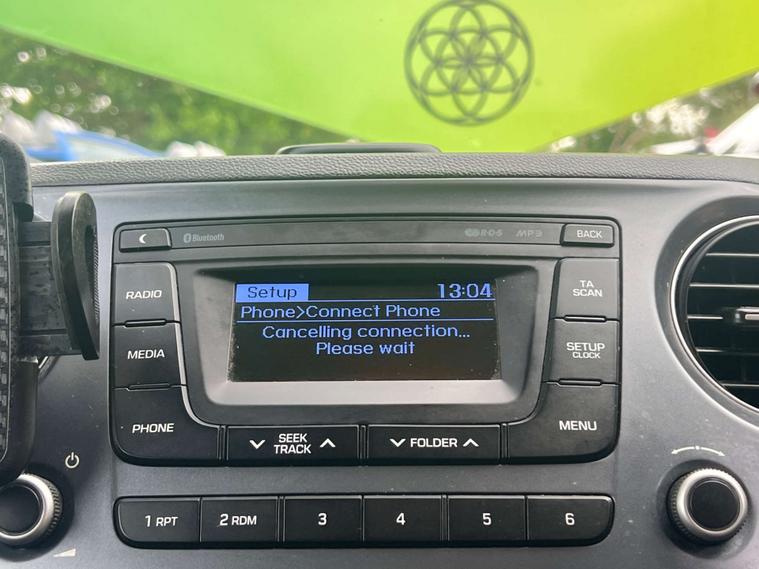 Bluetooth
R·D·S
MP3
BACK
RADIO
MEDIA
PHONE
Setup 13:04
Phone>Connect Phone
Cancelling connection...
Please wait
TA
SCAN
SETUP
CLOCK
MENU
SEEK
TRACK
FOLDER
1 RPT
2 RDM
3
4
5
6